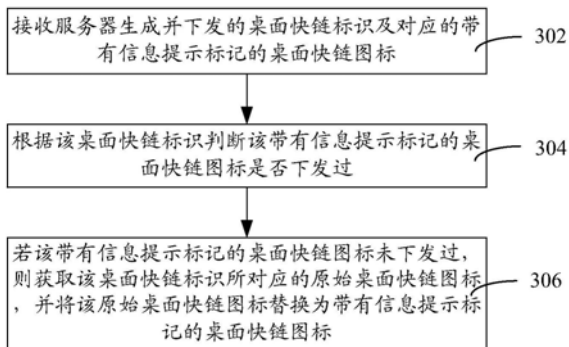 接收服务器生成并下发的桌面快链标识及对应的带
有信息提示标记的桌面快链图标
302
根据该桌面快链标识判断该带有信息提示标记的桌
面快链图标是否下发过
304
若该带有信息提示标记的桌面快链图标未下发过,
则获取该桌面快链标识所对应的原始桌面快链图标
,并将该原始桌面快链图标替换为带有信息提示标
记的桌面快链图标
306